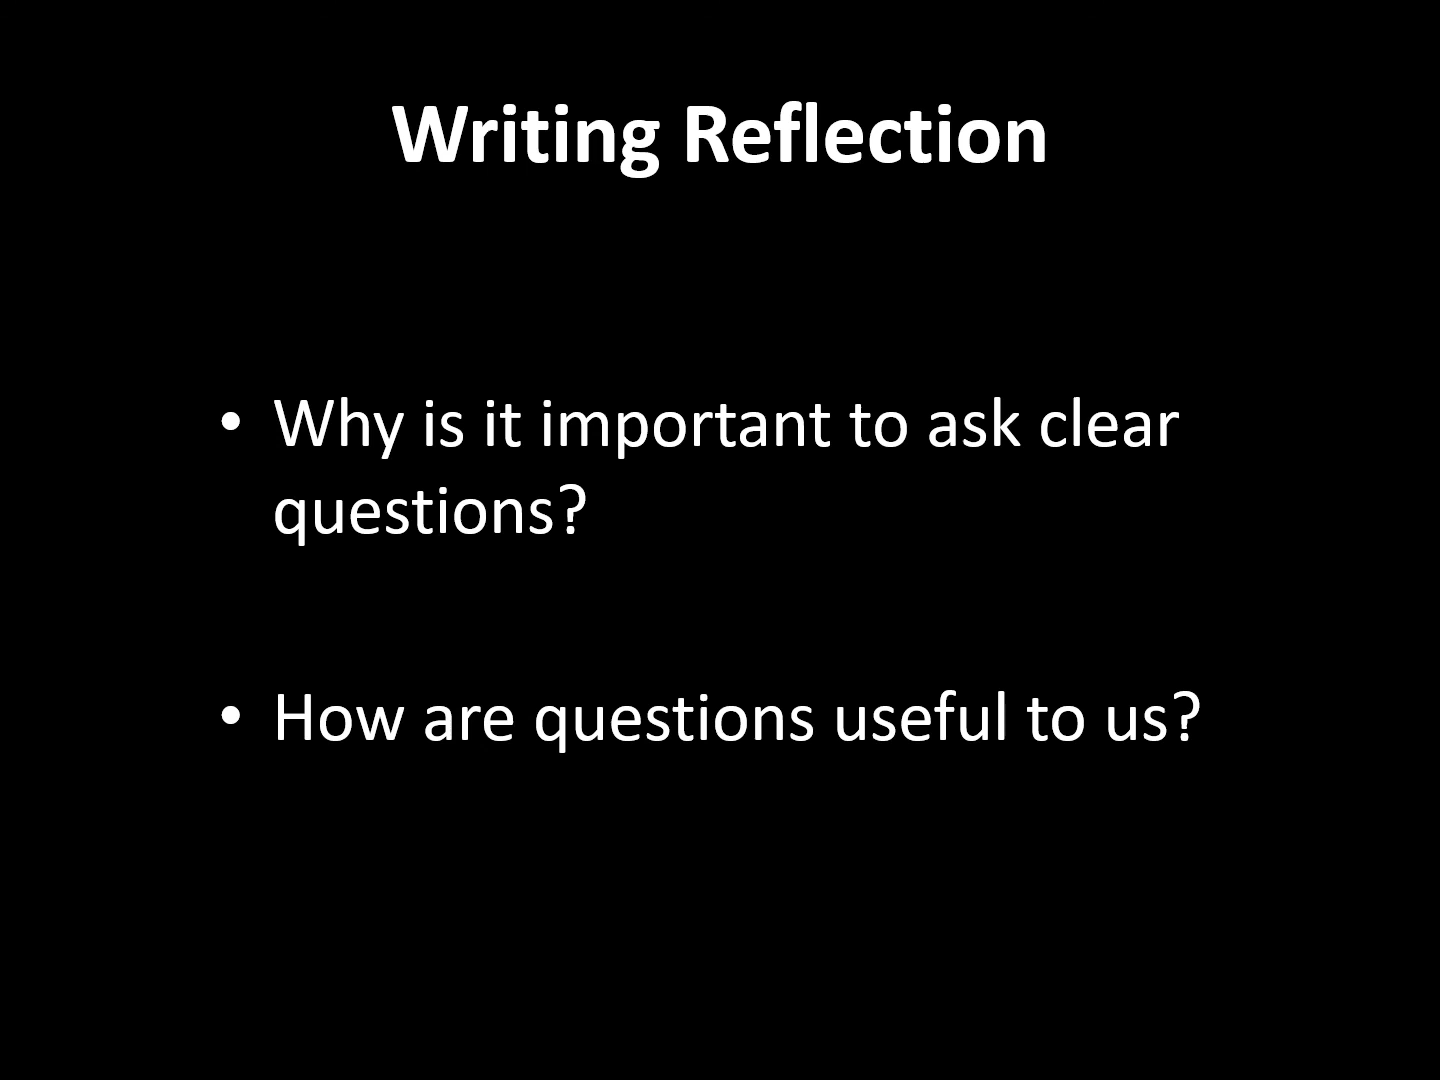 Writing Reflection
• Why is it important to ask clear
questions?
• How are questions useful to us?